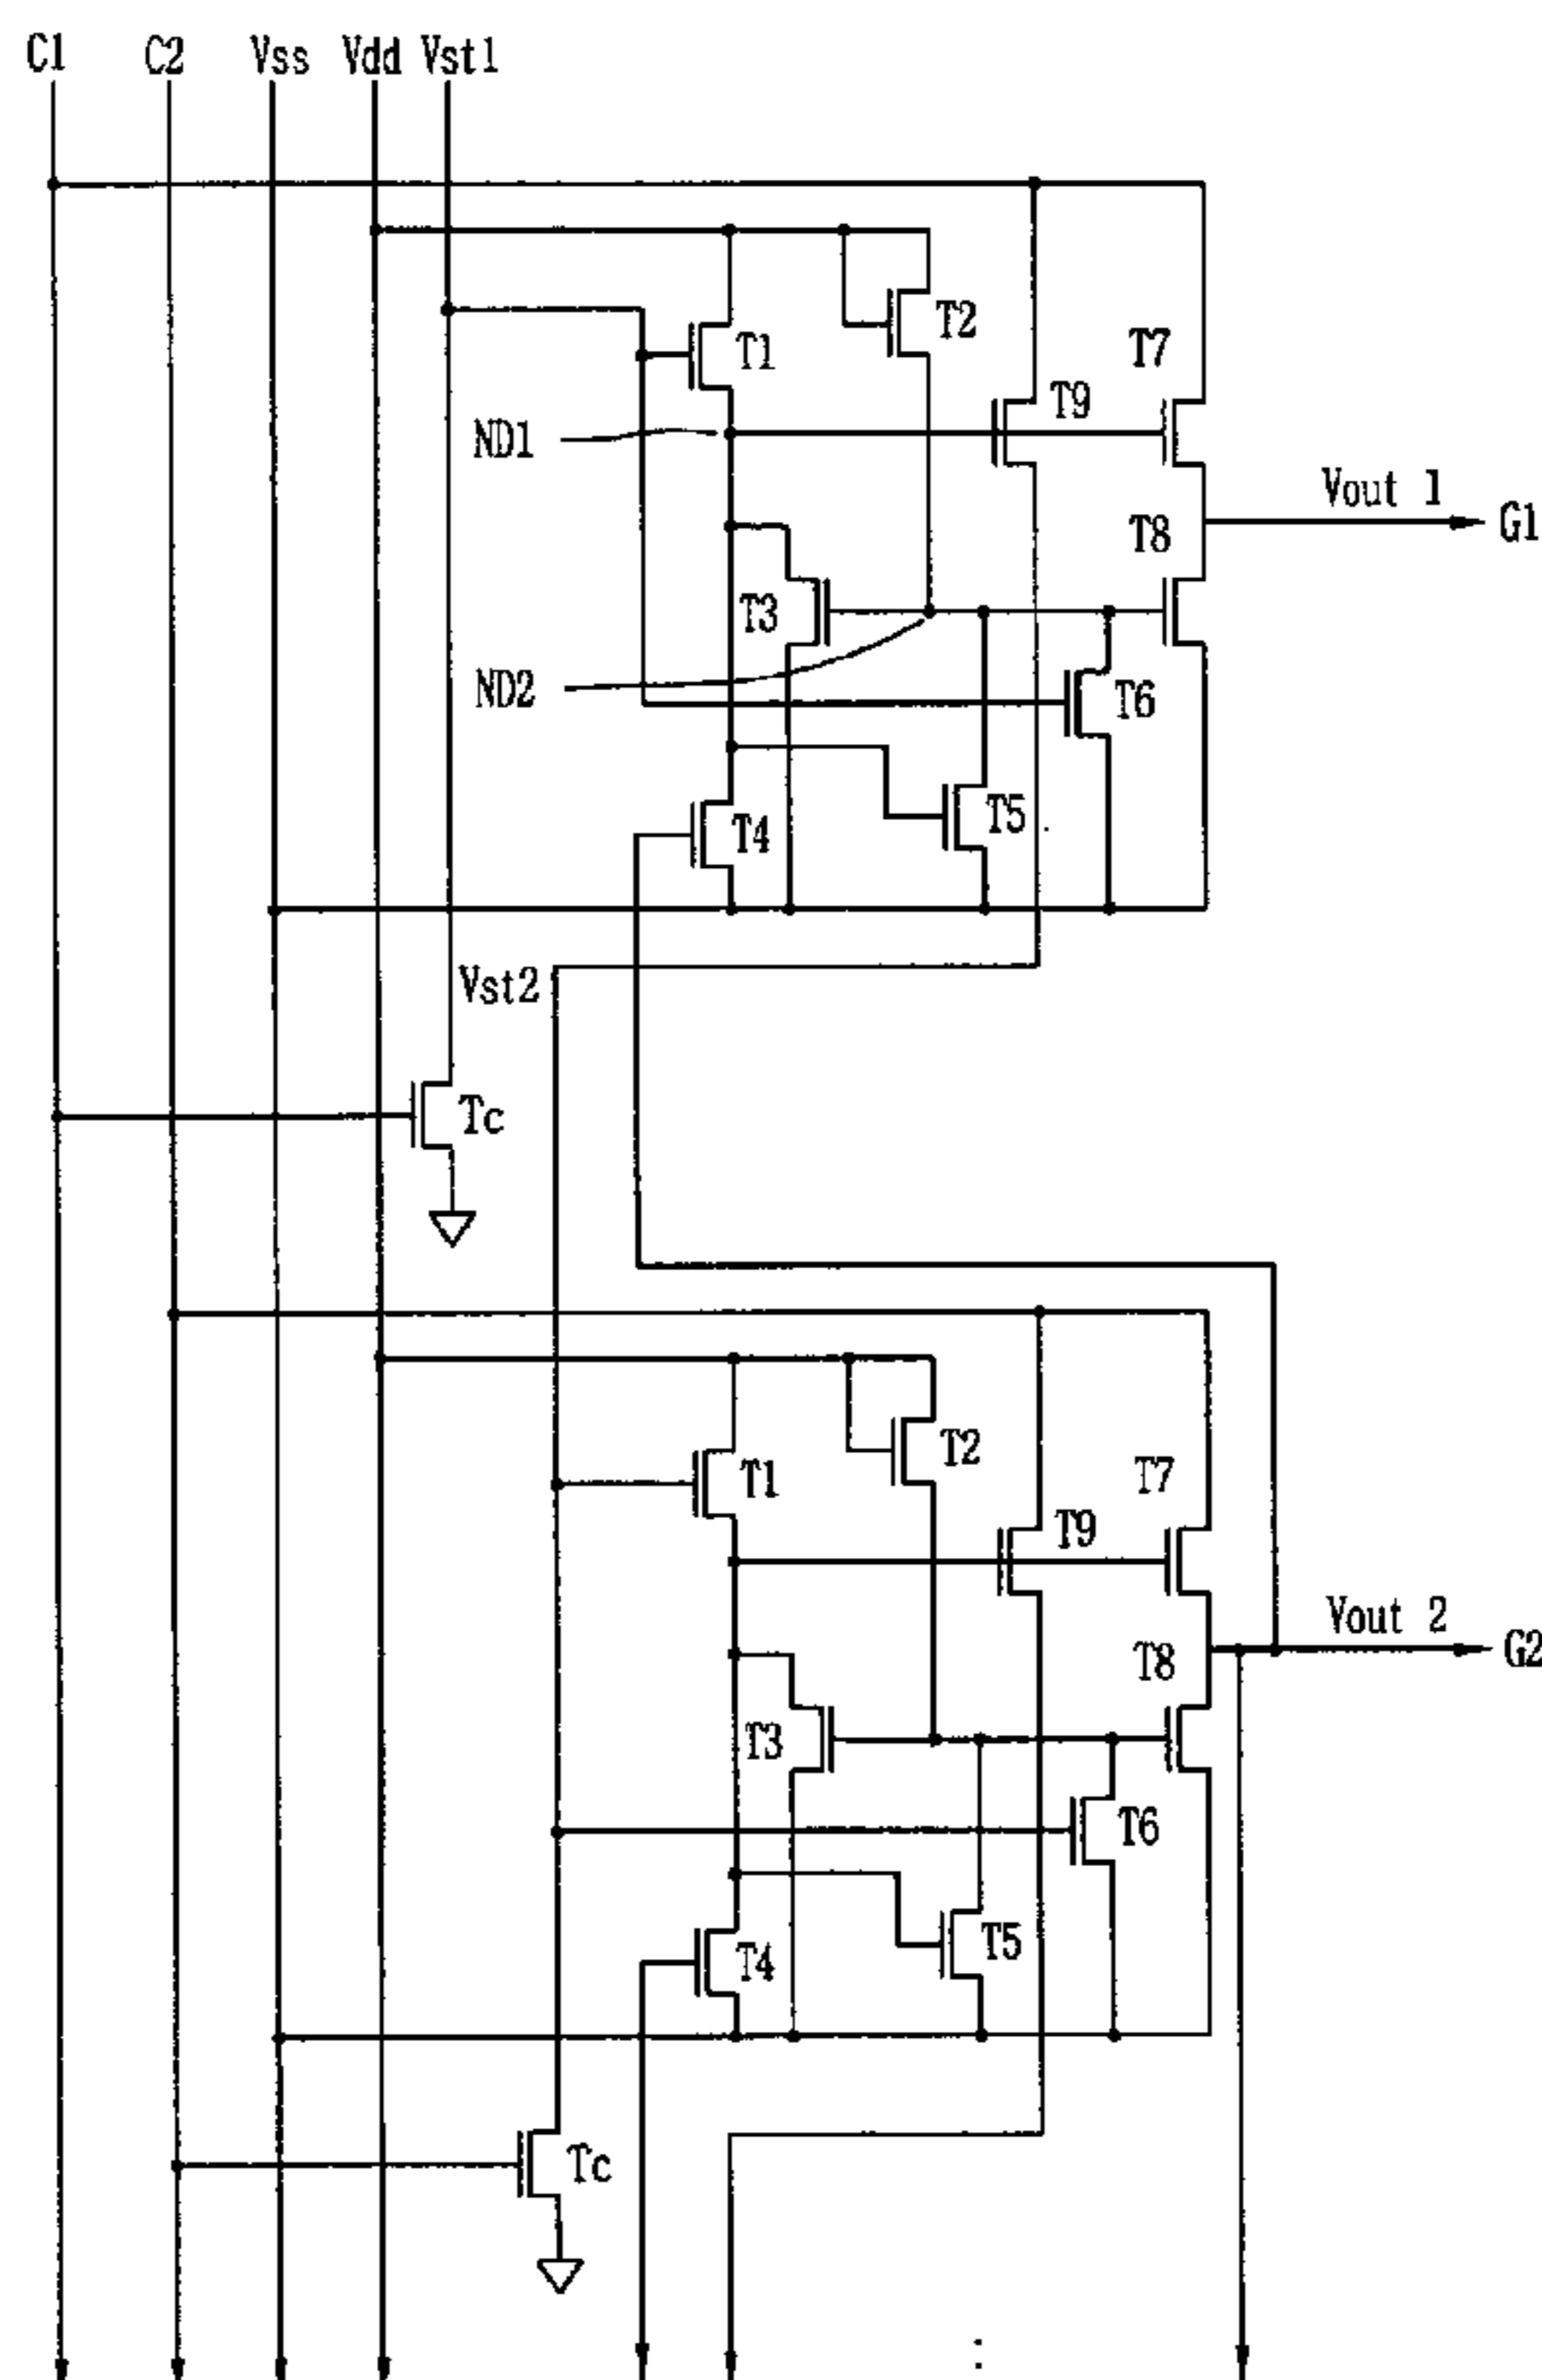 C1 C2 Vss Vdd Vst1
T2
T1
T7
T9
ND1
Vout 1
G1
T8
T3
ND2
T6
T5
T4
Vst2
Tc
T2
T1
T7
T9
Vout 2
G2
T8
T3
T6
T5
T4
Tc